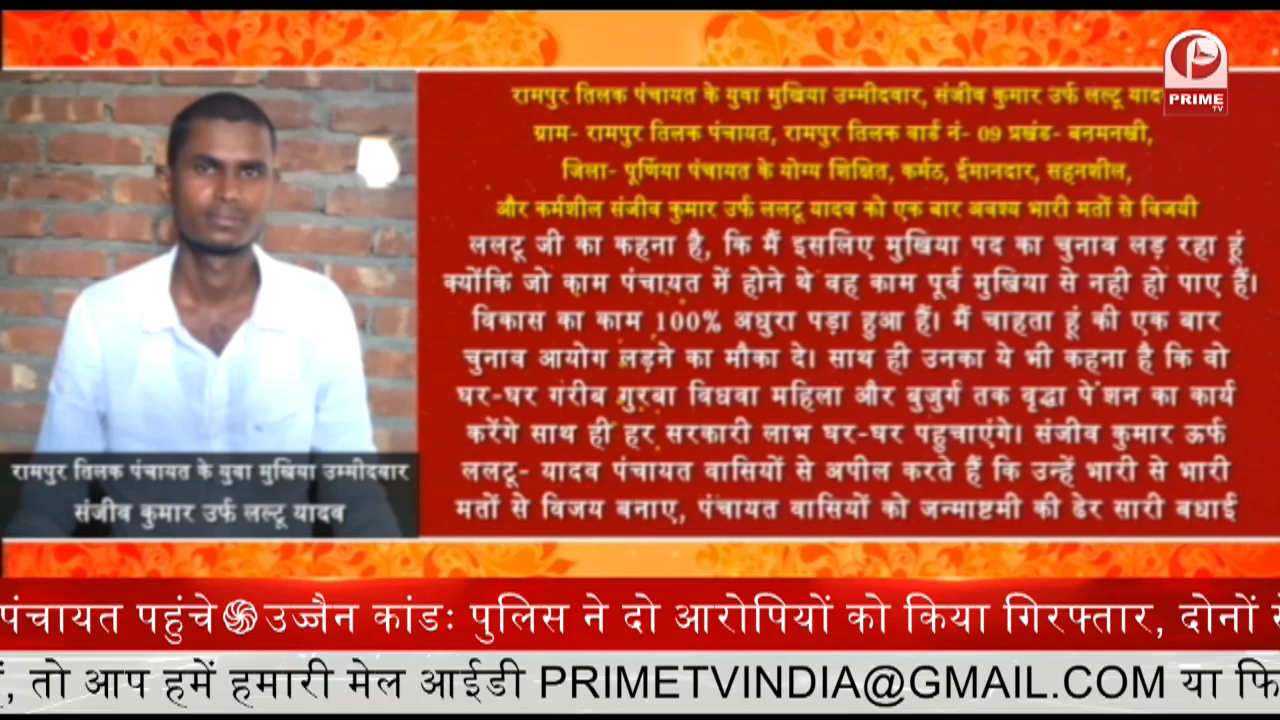 PRIME
TV
रामपुर तिलक पंचायत के युवा मुखिया उम्मीदवार, संजीव कुमार उर्फ लल्टू
ग्राम- रामपुर तिलक पंचायत, रामपुर तिलक वार्ड नं- 09 प्रखंड- बनमनखी,
जिला- पूर्णिया पंचायत के योग्य शिक्षित, कर्मठ, ईमानदार, सहनशील,
और कर्मशील संजीव कुमार उर्फ ललटू यादव को एक बार अवश्य भारी मतों से विजयी
ललटू जी का कहना है, कि मैं इसलिए मुखिया पद का चुनाव लड़ रहा हूं
क्योंकि जो काम पंचायत में होने थे वह काम पूर्व मुखिया से नही हो पाए हैं।
विकास का काम 100% अधुरा पड़ा हुआ हैं। मैं चाहता हूं की एक बार
चुनाव आयोग लड़ने का मौका दे। साथ ही उनका ये भी कहना है कि वो
घर-घर गरीब गुरबा विधवा महिला और बुजुर्ग तक वृद्धा पेंशन का कार्य
करेंगे साथ ही हर सरकारी लाभ घर-घर पहुचाएंगे। संजीव कुमार ऊर्फ
ललटू- यादव पंचायत वासियों से अपील करते हैं कि उन्हें भारी से भारी
मतों से विजय बनाए, पंचायत वासियों को जन्माष्टमी की ढेर सारी बधाई
रामपुर तिलक पंचायत के युवा मुखिया उम्मीदवार
संजीव कुमार उर्फ लल्टू यादव
पंचायत पहुंचे उज्जैन कांडः पुलिस ने दो आरोपियों को किया गिरफ्तार, दोनों
तो आप हमें हमारी मेल आईडी PRIMETVINDIA@GMAIL.COM या